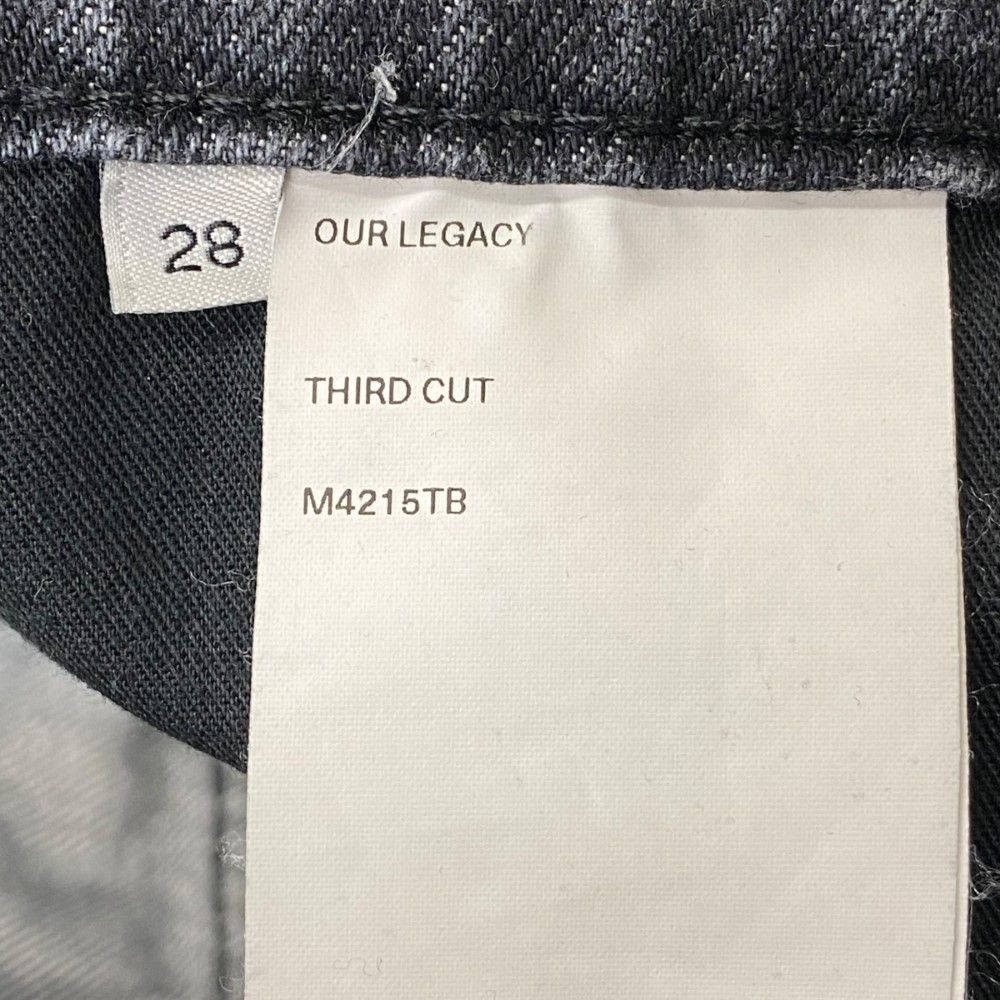 28
OUR LEGACY
THIRD CUT
M4215TB